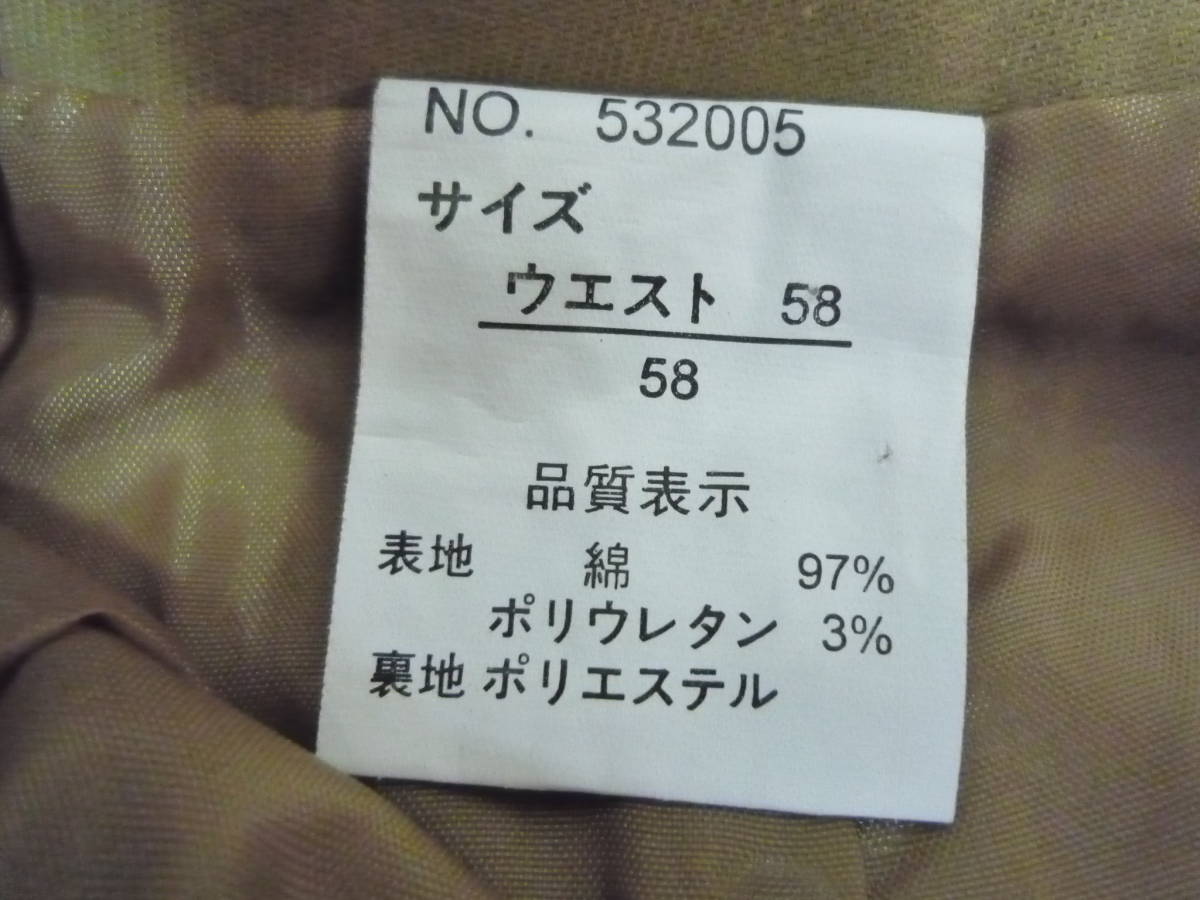 NO. 532005
サイズ
ウエスト 58
58
品質表示
表地 綿 97%
ポリウレタン 3%
裏地 ポリエステル